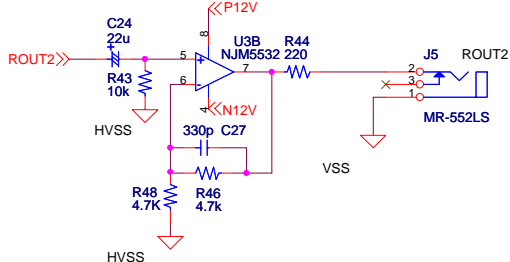 P12V
C24
22u
8
U3B
NJM5532
R44
220
J5
ROUT2
ROUT2
+
5
+
7
2
R43
10k
6
-
3
1
4
N12V
MR-552LS
HVSS
330p C27
VSS
R48
4.7K
R46
4.7k
HVSS